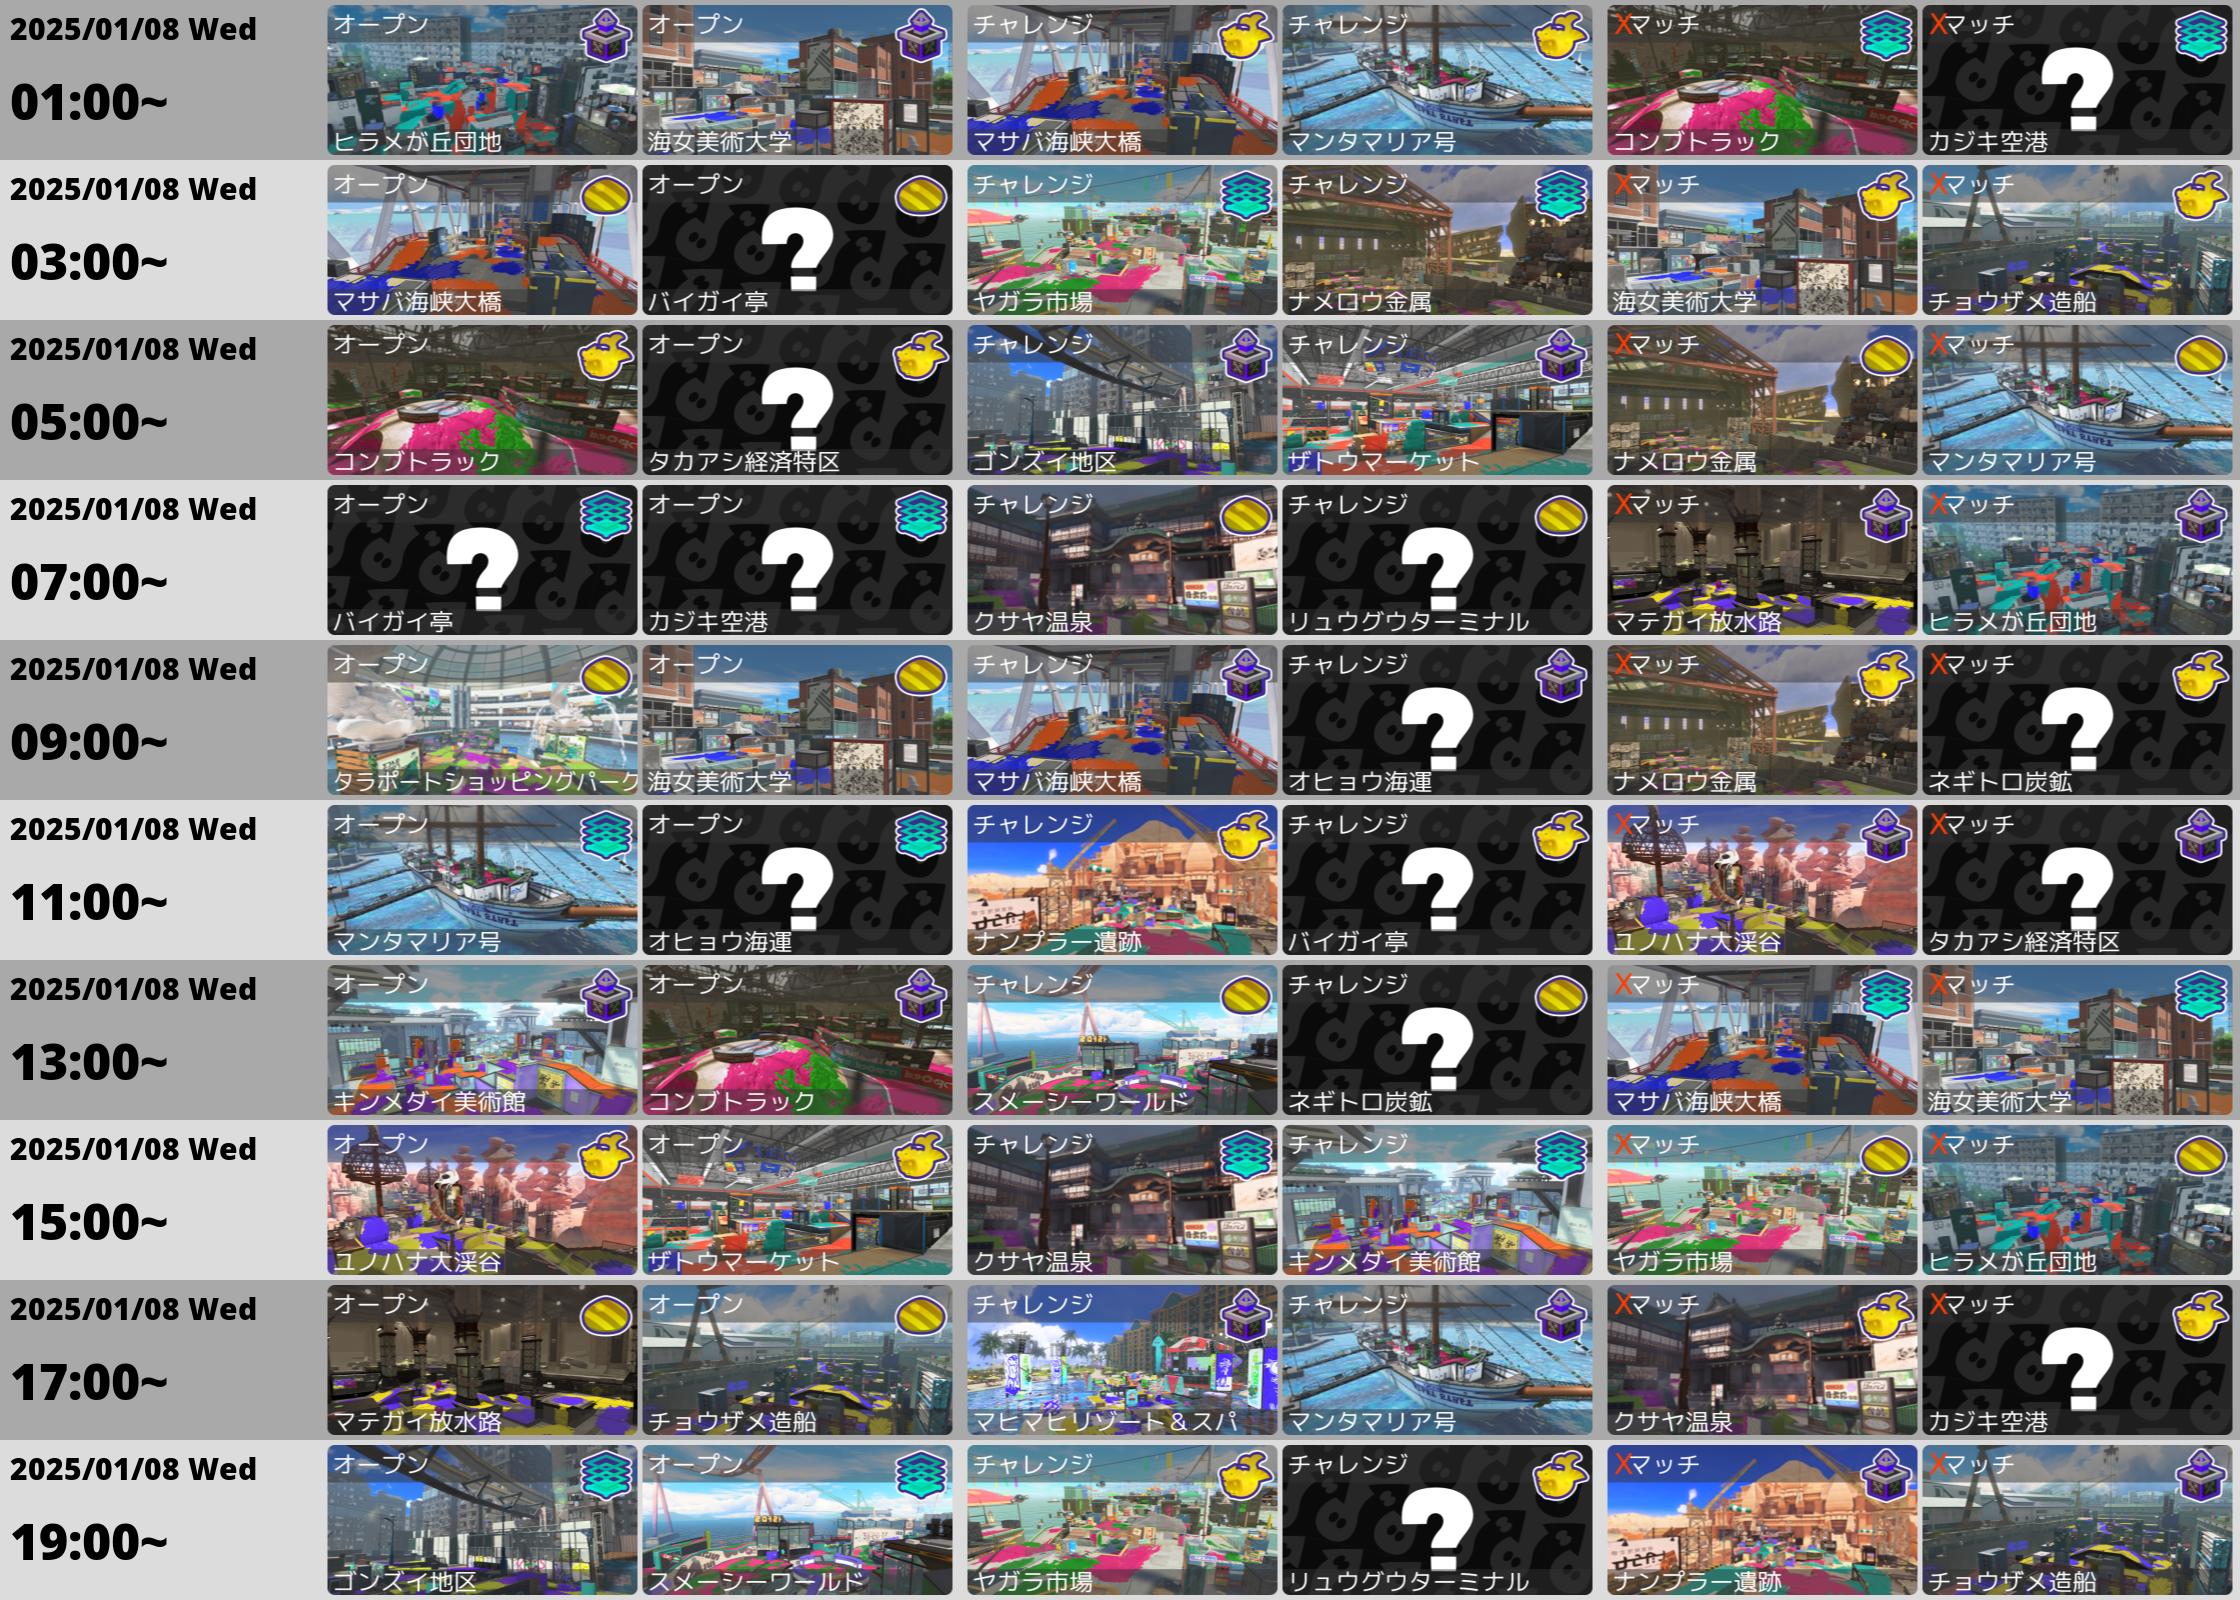 2025/01/08 Wed
01:00~
オープン
ヒラメが丘団地
オープン
海女美術大学
チャレンジ
マサバ海峡大橋
チャレンジ
マンタマリア号
Xマッチ
コンブトラック
Xマッチ
カジキ空港
2025/01/08 Wed
03:00~
オープン
マサバ海峡大橋
オープン
バイガイ亭
チャレンジ
ヤガラ市場
チャレンジ
ナメロウ金属
Xマッチ
海女美術大学
Xマッチ
チョウザメ造船
2025/01/08 Wed
05:00~
オープン
コンブトラック
オープン
タカアシ経済特区
チャレンジ
ゴンズイ地区
チャレンジ
ザトウマーケット
Xマッチ
ナメロウ金属
Xマッチ
マンタマリア号
2025/01/08 Wed
07:00~
オープン
バイガイ亭
オープン
カジキ空港
チャレンジ
クサヤ温泉
チャレンジ
リュウグウターミナル
Xマッチ
マテガイ放水路
Xマッチ
ヒラメが丘団地
2025/01/08 Wed
09:00~
オープン
タラポートショッピングパーク
オープン
海女美術大学
チャレンジ
マサバ海峡大橋
チャレンジ
オヒョウ海運
Xマッチ
ナメロウ金属
Xマッチ
ネギトロ炭鉱
2025/01/08 Wed
11:00~
オープン
マンタマリア号
オープン
オヒョウ海運
チャレンジ
ナンプラー遺跡
チャレンジ
バイガイ亭
Xマッチ
ユノハナ大渓谷
Xマッチ
タカアシ経済特区
2025/01/08 Wed
13:00~
オープン
キンメダイ美術館
オープン
コンブトラック
チャレンジ
スメーシーワールド
チャレンジ
ネギトロ炭鉱
Xマッチ
マサバ海峡大橋
Xマッチ
海女美術大学
2025/01/08 Wed
15:00~
オープン
ユノハナ大渓谷
オープン
ザトウマーケット
チャレンジ
クサヤ温泉
チャレンジ
キンメダイ美術館
Xマッチ
ヤガラ市場
Xマッチ
ヒラメが丘団地
2025/01/08 Wed
17:00~
オープン
マテガイ放水路
オープン
チョウザメ造船
チャレンジ
マヒマヒリゾート＆スパ
チャレンジ
マンタマリア号
Xマッチ
クサヤ温泉
Xマッチ
カジキ空港
2025/01/08 Wed
19:00~
オープン
ゴンズイ地区
オープン
スメーシーワールド
チャレンジ
ヤガラ市場
チャレンジ
リュウグウターミナル
Xマッチ
ナンプラー遺跡
Xマッチ
チョウザメ造船